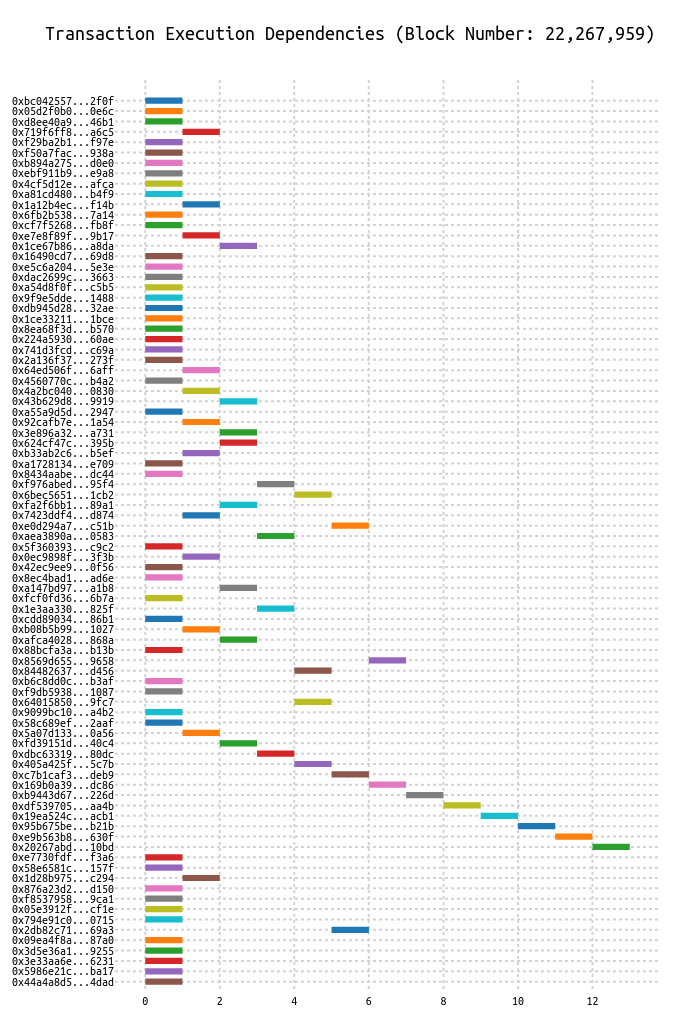 Transaction Execution Dependencies (Block Number: 22,267,959)
0xbc042557...2f0f
0x05d2f0b0...0e6c
0xd8ee40a9...46b1
0x719f6ff8...a6c5
0xf29ba2b1...f97e
0xf50a7fac...938a
0xb894a275...d0e0
0xebf911b9...e9a8
0x4cf5d12e...afca
0xa81cd480...b4f9
0x1a12b4ec...f14b
0x6fb2b538...7a14
0xcf7f5268...fb8f
0xe7e8f89f...9b17
0x1ce67b86...a8da
0x16490cd7...69d8
0xe5c6a204...5e3e
0xdac2699c...3663
0xa54d8f0f...c5b5
0x9f9e5dde...1488
0xdb945d28...32ae
0x1ce33211...1bce
0x8ea68f3d...b570
0x224a5930...60ae
0x741d3fcd...c69a
0x2a136f37...273f
0x64ed506f...6aff
0x4560770c...b4a2
0x4a2bc040...0830
0x43b629d8...9919
0xa55a9d5d...2947
0x92cafb7e...1a54
0x3e896a32...a731
0x624cf47c...395b
0xb33ab2c6...b5ef
0xa1728134...e709
0x8434aabe...dc44
0xf976abed...95f4
0x6bec5651...1cb2
0xfa2f6bb1...89a1
0x7423ddf4...d874
0xe0d294a7...c51b
0xaea3890a...0583
0x5f360393...c9c2
0x0ec9898f...3f3b
0x42ec9ee9...0f56
0x8ec4bad1...ad6e
0xa147bd97...a1b8
0xfcf0fd36...6b7a
0x1e3aa330...825f
0xcdd89034...86b1
0xb08b5b99...1027
0xafca4028...868a
0x88bcfa3a...b13b
0x8569d655...9658
0x84482637...d456
0xb6c8dd0c...b3af
0xf9db5938...1087
0x64015850...9fc7
0x9099bc10...a4b2
0x58c689ef...2aaf
0x5a07d133...0a56
0xfd39151d...40c4
0xdbc63319...80dc
0x405a425f...5c7b
0xc7b1caf3...deb9
0x169b0a39...dc86
0xb9443d67...226d
0xdf539705...aa4b
0x19ea524c...acb1
0x95b675be...b21b
0xe9b563b8...630f
0x20267abd...10bd
0xe7730fdf...f3a6
0x58e6581c...157f
0x1d28b975...c294
0x876a23d2...d150
0xf8537958...9ca1
0x05e3912f...cf1e
0x794e91c0...0715
0x2db82c71...69a3
0x09ea4f8a...87a0
0x3d5e36a1...9255
0x3e33aa6e...6231
0x5986e21c...ba17
0x44a4a8d5...4dad
0 2 4 6 8 10 12